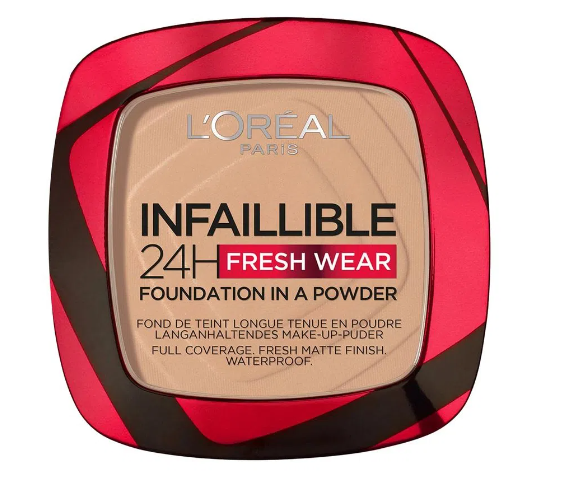 L'ORÉAL
PARIS
INFAILLIBLE
24H FRESH WEAR
FOUNDATION IN A POWDER
FOND DE TEINT LONGUE TENUE EN POUDRE
LANGANHALTENDES MAKE-UP-PUDER
FULL COVERAGE. FRESH MATTE FINISH.
WATERPROOF.